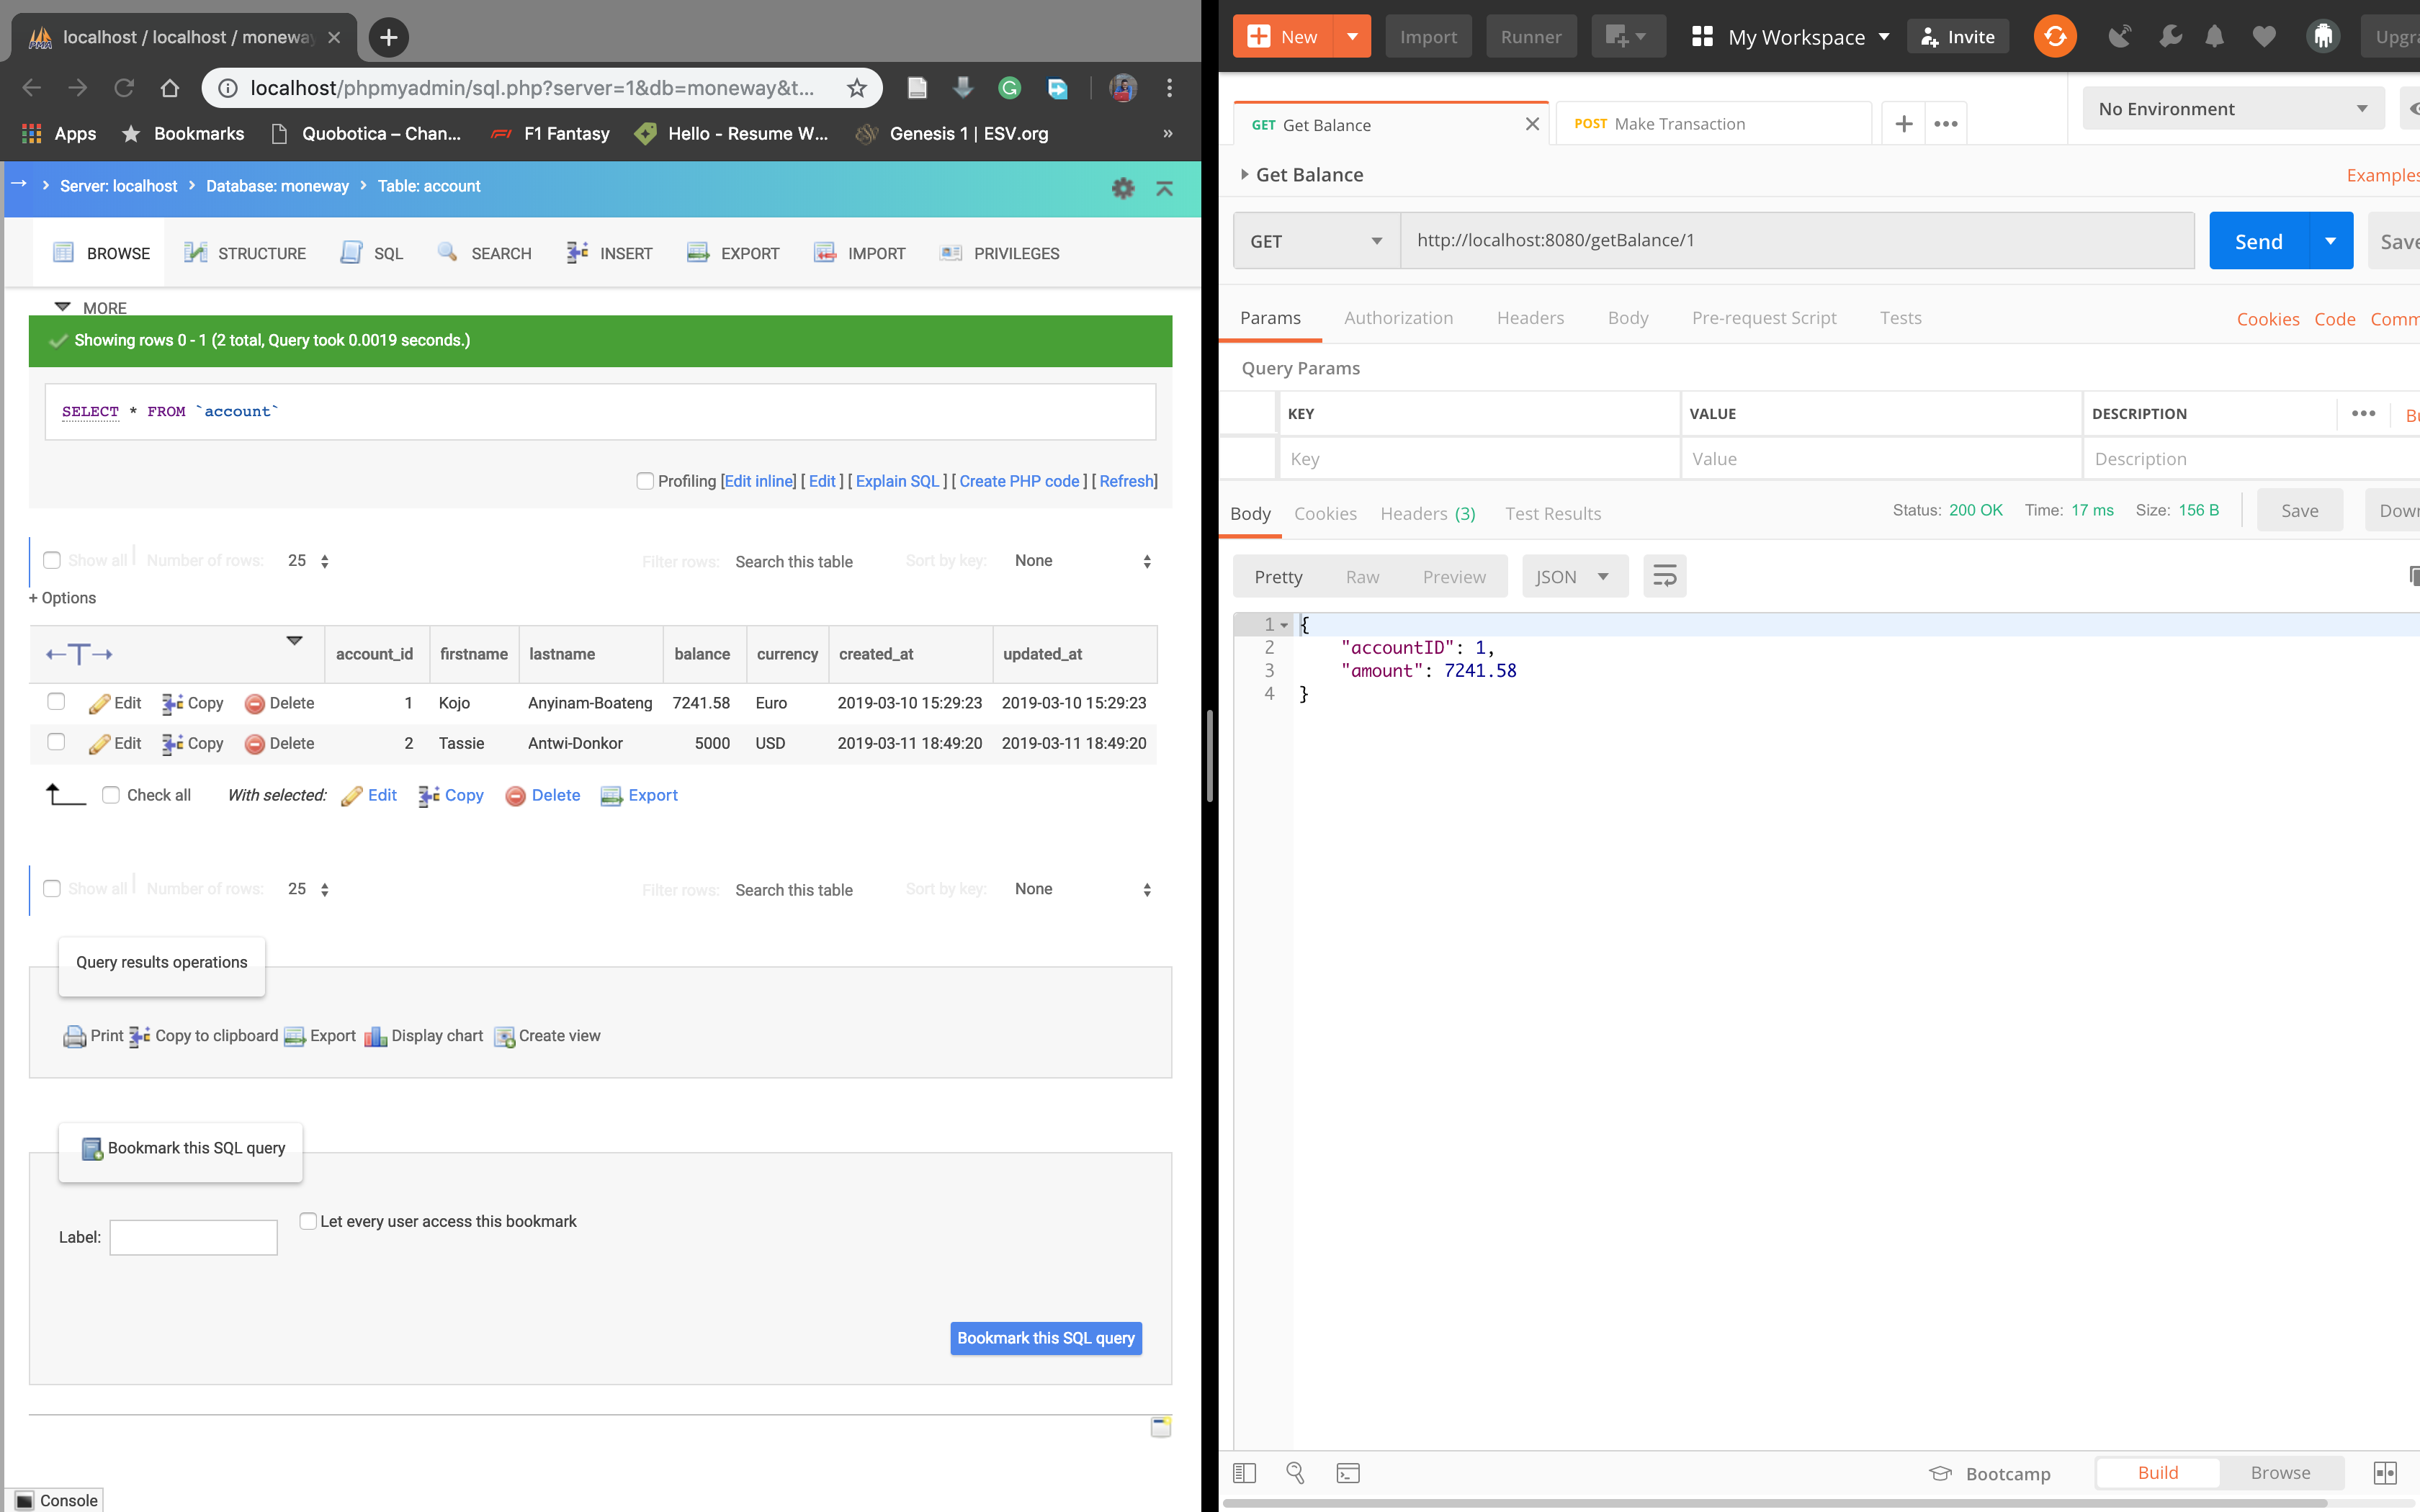 localhost / localhost / moneway
localhost/phpmyadmin/sql.php?server=1&db=moneway&t...
Apps Bookmarks Quobotica – Chan... F1 Fantasy Hello - Resume W... Genesis 1 | ESV.org »
Server: localhost Database: moneway Table: account
BROWSE STRUCTURE SQL SEARCH INSERT EXPORT IMPORT PRIVILEGES
MORE
Showing rows 0 - 1 (2 total, Query took 0.0019 seconds.)
SELECT * FROM `account`
Profiling [Edit inline] [ Edit ] [ Explain SQL ] [ Create PHP code ] [ Refresh]
Show all Number of rows: 25 Filter rows: Search this table Sort by key: None
+ Options
account_id firstname lastname balance currency created_at updated_at
Edit Copy Delete 1 Kojo Anyinam-Boateng 7241.58 Euro 2019-03-10 15:29:23 2019-03-10 15:29:23
Edit Copy Delete 2 Tassie Antwi-Donkor 5000 USD 2019-03-11 18:49:20 2019-03-11 18:49:20
Check all With selected: Edit Copy Delete Export
Show all Number of rows: 25 Filter rows: Search this table Sort by key: None
Query results operations
Print Copy to clipboard Export Display chart Create view
Bookmark this SQL query
Let every user access this bookmark
Label:
Bookmark this SQL query
Console
New Import Runner My Workspace Invite Upgr
GET Get Balance POST Make Transaction No Environment
Get Balance Examples
GET http://localhost:8080/getBalance/1 Send Save
Params Authorization Headers Body Pre-request Script Tests Cookies Code Comm
Query Params
KEY VALUE DESCRIPTION Bu
Key Value Description
Body Cookies Headers (3) Test Results Status: 200 OK Time: 17 ms Size: 156 B Save Down
Pretty Raw Preview JSON
1 {
2 "accountID": 1,
3 "amount": 7241.58
4 }
Bootcamp Build Browse